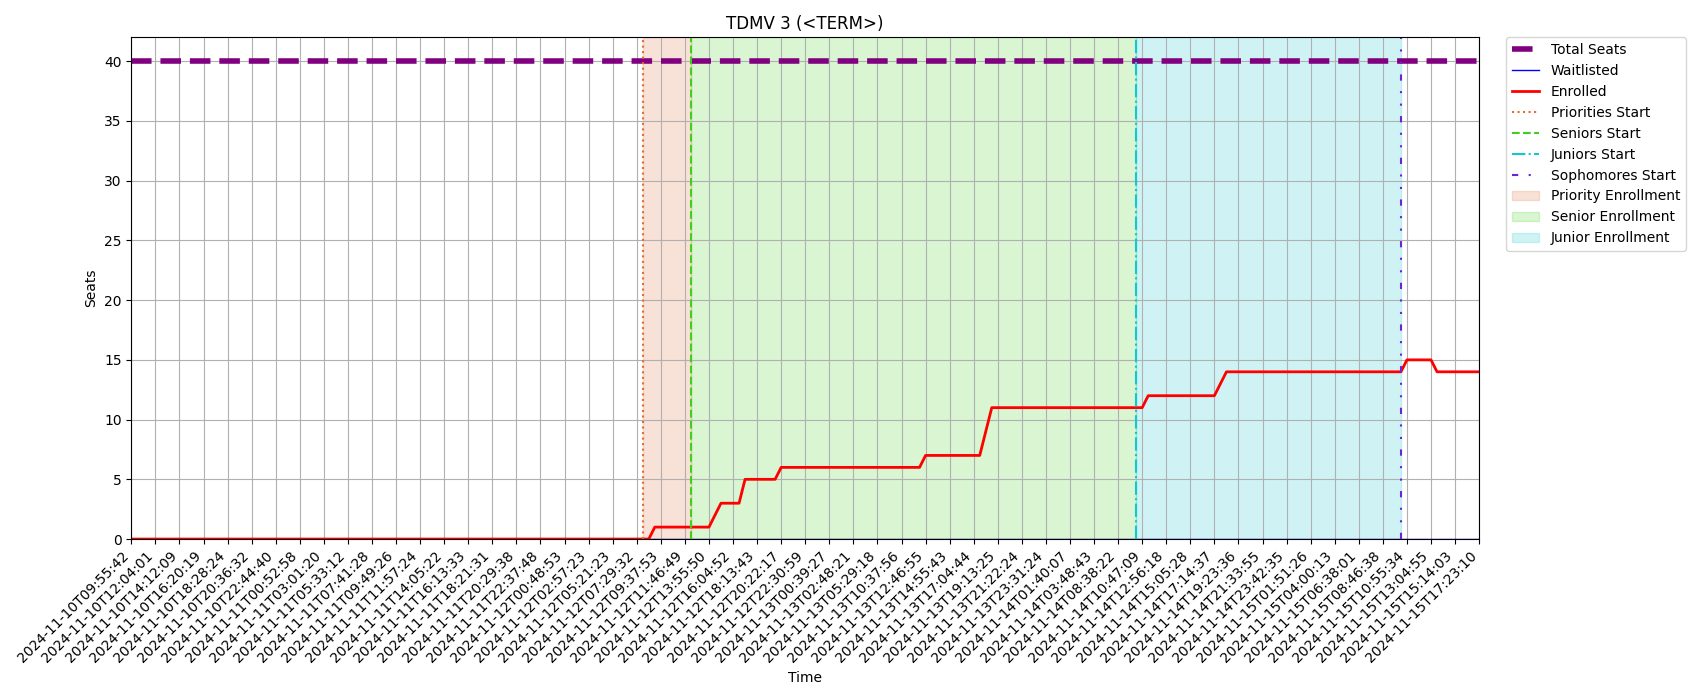 TDMV 3 (<TERM>)
Total Seats
Waitlisted
Enrolled
Priorities Start
Seniors Start
Juniors Start
Sophomores Start
Priority Enrollment
Senior Enrollment
Junior Enrollment
Seats
40
35
30
25
20
15
10
5
0
2024-11-10T09:55:42
2024-11-10T12:04:01
2024-11-10T14:12:09
2024-11-10T16:20:19
2024-11-10T18:28:24
2024-11-10T20:36:32
2024-11-10T22:44:40
2024-11-11T00:52:58
2024-11-11T03:01:20
2024-11-11T05:33:12
2024-11-11T07:41:28
2024-11-11T09:49:26
2024-11-11T11:57:24
2024-11-11T14:05:22
2024-11-11T16:13:33
2024-11-11T18:21:31
2024-11-11T20:29:38
2024-11-11T22:37:48
2024-11-12T00:48:53
2024-11-12T02:57:23
2024-11-12T05:21:23
2024-11-12T07:29:32
2024-11-12T09:37:53
2024-11-12T11:46:49
2024-11-12T13:55:50
2024-11-12T16:04:52
2024-11-12T18:13:43
2024-11-12T20:22:17
2024-11-12T22:30:59
2024-11-13T00:39:27
2024-11-13T02:48:21
2024-11-13T05:29:18
2024-11-13T10:37:56
2024-11-13T12:46:55
2024-11-13T14:55:43
2024-11-13T17:04:44
2024-11-13T19:13:25
2024-11-13T21:22:24
2024-11-13T23:31:24
2024-11-14T01:40:07
2024-11-14T03:48:43
2024-11-14T08:38:22
2024-11-14T10:47:09
2024-11-14T12:56:18
2024-11-14T15:05:28
2024-11-14T17:14:37
2024-11-14T19:23:36
2024-11-14T21:33:55
2024-11-14T23:42:35
2024-11-15T01:51:26
2024-11-15T04:00:13
2024-11-15T06:38:01
2024-11-15T08:46:38
2024-11-15T10:55:34
2024-11-15T13:04:55
2024-11-15T15:14:03
2024-11-15T17:23:10
Time